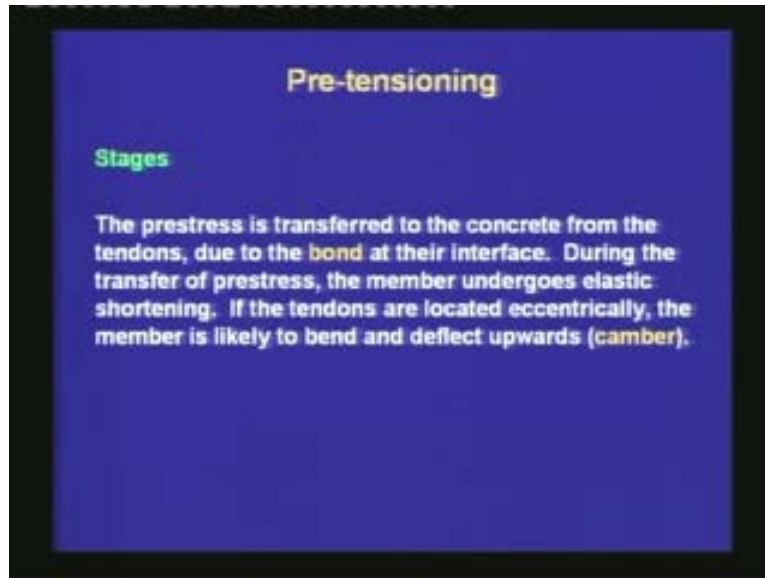 Pre-tensioning
Stages
The prestress is transferred to the concrete from the
tendons, due to the bond at their interface. During the
transfer of prestress, the member undergoes elastic
shortening. If the tendons are located eccentrically, the
member is likely to bend and deflect upwards (camber).